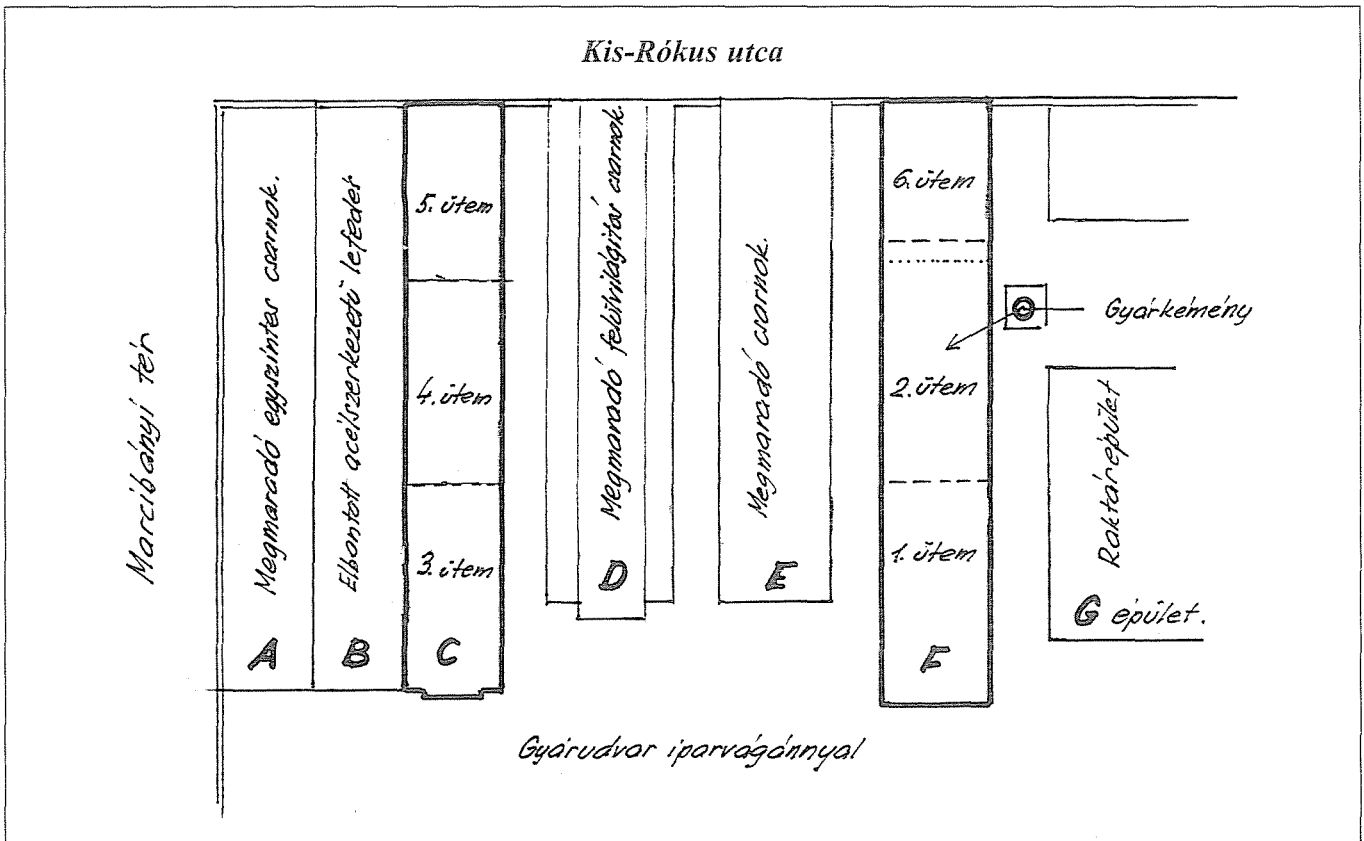 Kis-Rókus utca
Marcibányi tér
Megmaradó egyszintes csarnok.
A
Elbontott acélszerkezetű lefedés
B
5. ütem
4. ütem
3. ütem
C
Megmaradó felülvilágítás csarnok.
D
Megmaradó csarnok.
E
6. ütem
2. ütem
1. ütem
F
Gyárkémény
Raktárépület
G épület.
Gyárudvar iparvágánnyal